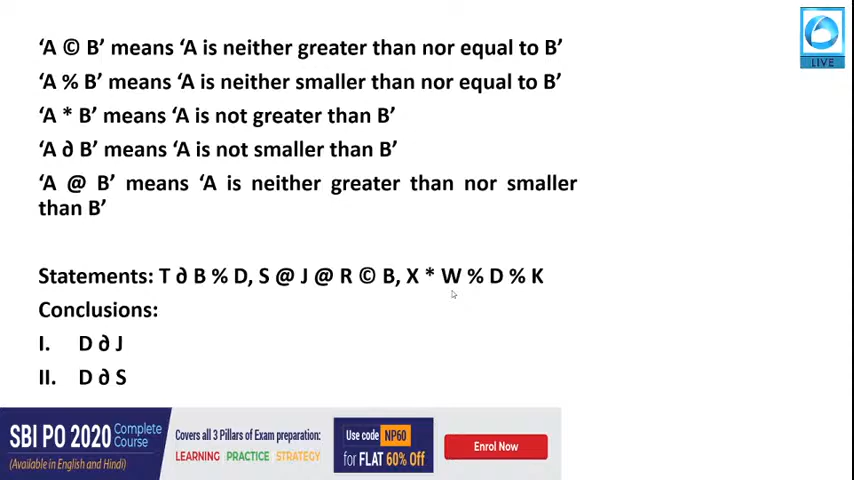 ‘A © B’ means ‘A is neither greater than nor equal to B’
‘A % B’ means ‘A is neither smaller than nor equal to B’
‘A * B’ means ‘A is not greater than B’
‘A ∂ B’ means ‘A is not smaller than B’
‘A @ B’ means ‘A is neither greater than nor smaller
than B’
Statements: T ∂ B % D, S @ J @ R © B, X * W % D % K
Conclusions:
I. D ∂ J
II. D ∂ S
LIVE
SBI PO 2020 Complete Course
(Available in English and Hindi)
Covers all 3 Pillars of Exam preparation:
LEARNING PRACTICE STRATEGY
Use code NP60
for FLAT 60% Off
Enrol Now